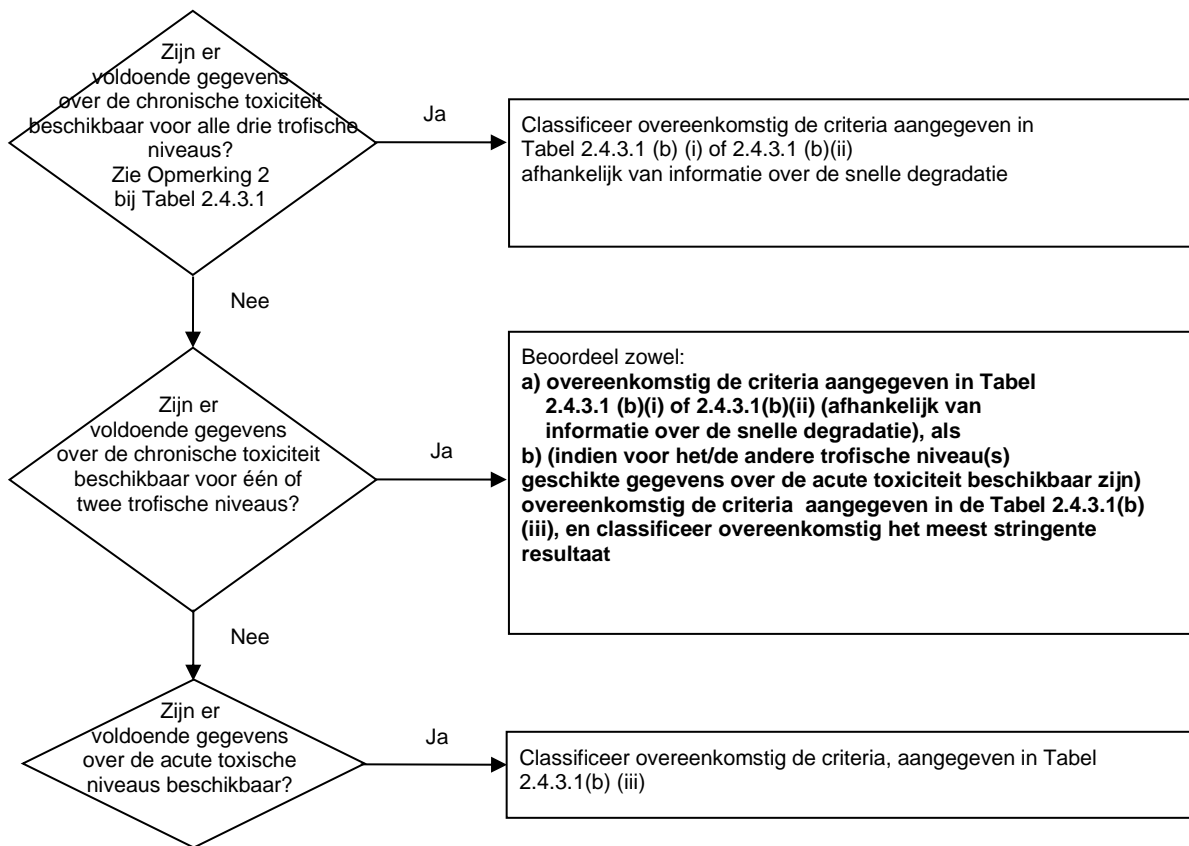 Zijn er
voldoende gegevens
over de chronische toxiciteit
beschikbaar voor alle drie trofische
niveaus?
Zie Opmerking 2
bij Tabel 2.4.3.1
Ja
Classificeer overeenkomstig de criteria aangegeven in
Tabel 2.4.3.1 (b) (i) of 2.4.3.1 (b)(ii)
afhankelijk van informatie over de snelle degradatie
Nee
Zijn er
voldoende gegevens
over de chronische toxiciteit
beschikbaar voor één of
twee trofische niveaus?
Ja
Beoordeel zowel:
a) overeenkomstig de criteria aangegeven in Tabel
2.4.3.1 (b)(i) of 2.4.3.1(b)(ii) (afhankelijk van
informatie over de snelle degradatie), als
b) (indien voor het/de andere trofische niveau(s)
geschikte gegevens over de acute toxiciteit beschikbaar zijn)
overeenkomstig de criteria aangegeven in de Tabel 2.4.3.1(b)
(iii), en classificeer overeenkomstig het meest stringente
resultaat
Nee
Zijn er
voldoende gegevens
over de acute toxische
niveaus beschikbaar?
Ja
Classificeer overeenkomstig de criteria, aangegeven in Tabel
2.4.3.1(b) (iii)